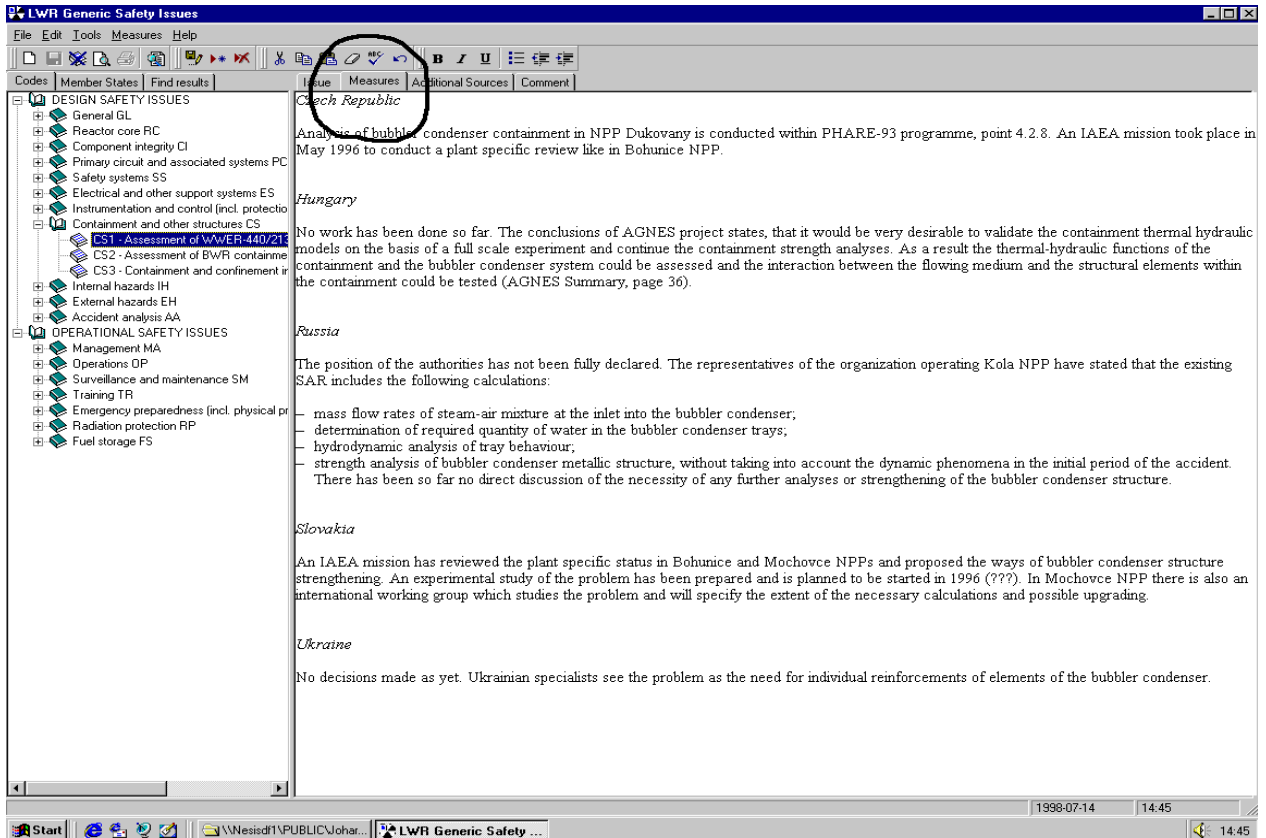 LWR Generic Safety Issues
File Edit Tools Measures Help
B I U
Codes Member States Find results
Issue Measures Additional Sources Comment
DESIGN SAFETY ISSUES
General GL
Reactor core RC
Component integrity CI
Primary circuit and associated systems PC
Safety systems SS
Electrical and other support systems ES
Instrumentation and control (incl. protectio
Containment and other structures CS
CS1 - Assessment of WWER-440/213
CS2 - Assessment of BWR containme
CS3 - Containment and confinement ir
Internal hazards IH
External hazards EH
Accident analysis AA
OPERATIONAL SAFETY ISSUES
Management MA
Operations OP
Surveillance and maintenance SM
Training TR
Emergency preparedness (incl. physical pr
Radiation protection RP
Fuel storage FS
Czech Republic
Analysis of bubbler condenser containment in NPP Dukovany is conducted within PHARE-93 programme, point 4.2.8. An IAEA mission took place in
May 1996 to conduct a plant specific review like in Bohunice NPP.
Hungary
No work has been done so far. The conclusions of AGNES project states, that it would be very desirable to validate the containment thermal hydraulic
models on the basis of a full scale experiment and continue the containment strength analyses. As a result the thermal-hydraulic functions of the
containment and the bubbler condenser system could be assessed and the interaction between the flowing medium and the structural elements within
the containment could be tested (AGNES Summary, page 36).
Russia
The position of the authorities has not been fully declared. The representatives of the organization operating Kola NPP have stated that the existing
SAR includes the following calculations:
– mass flow rates of steam-air mixture at the inlet into the bubbler condenser;
– determination of required quantity of water in the bubbler condenser trays;
– hydrodynamic analysis of tray behaviour;
– strength analysis of bubbler condenser metallic structure, without taking into account the dynamic phenomena in the initial period of the accident.
There has been so far no direct discussion of the necessity of any further analyses or strengthening of the bubbler condenser structure.
Slovakia
An IAEA mission has reviewed the plant specific status in Bohunice and Mochovce NPPs and proposed the ways of bubbler condenser structure
strengthening. An experimental study of the problem has been prepared and is planned to be started in 1996 (???). In Mochovce NPP there is also an
international working group which studies the problem and will specify the extent of the necessary calculations and possible upgrading.
Ukraine
No decisions made as yet. Ukrainian specialists see the problem as the need for individual reinforcements of elements of the bubbler condenser.
1998-07-14 14:45
Start \\Nesisdf1\PUBLIC\Johar... LWR Generic Safety ... 14:45